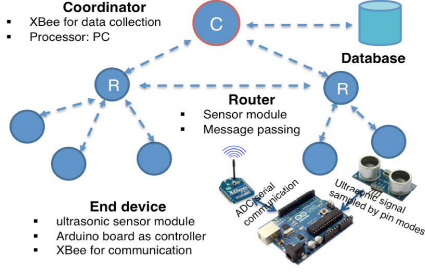 Coordinator
▪ XBee for data collection
▪ Processor: PC
C
Database
R
R
Router
▪ Sensor module
▪ Message passing
ADC/serial
communication
Ultrasonic signal
sampled by pin modes
End device
▪ ultrasonic sensor module
▪ Arduino board as controller
▪ XBee for communication